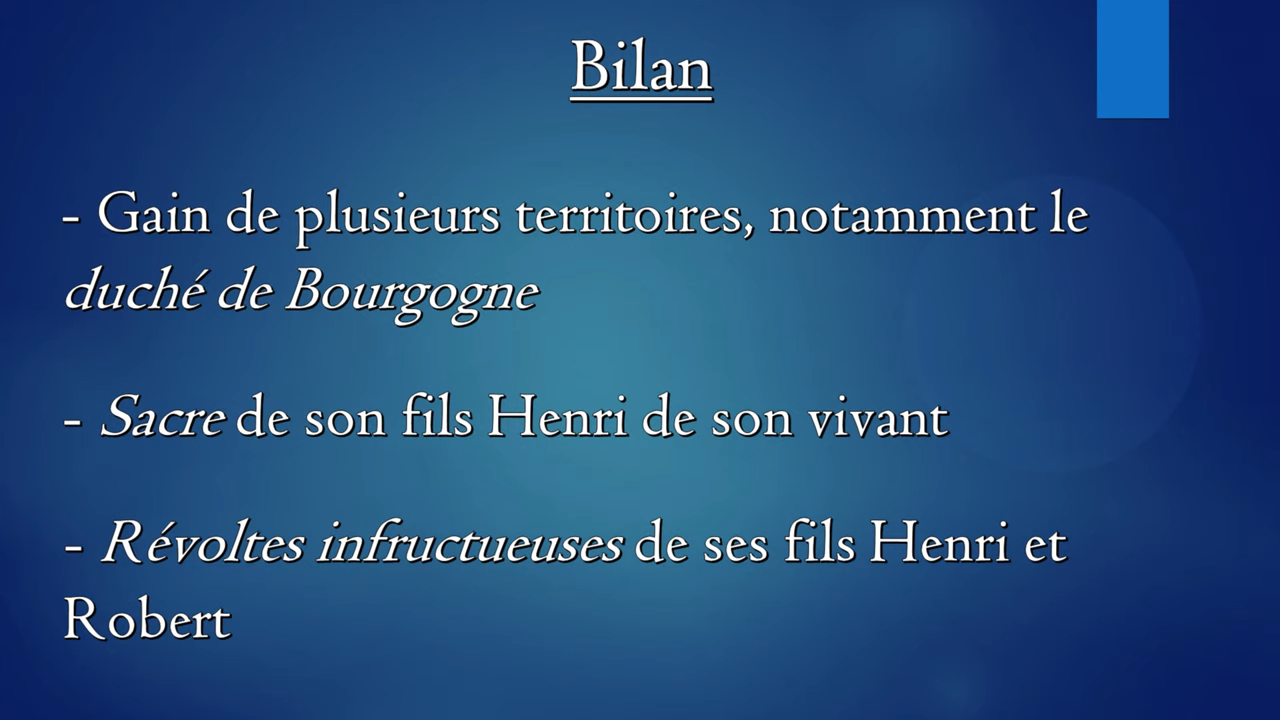 Bilan
- Gain de plusieurs territoires, notamment le
duché de Bourgogne
- Sacre de son fils Henri de son vivant
- Révoltes infructueuses de ses fils Henri et
Robert